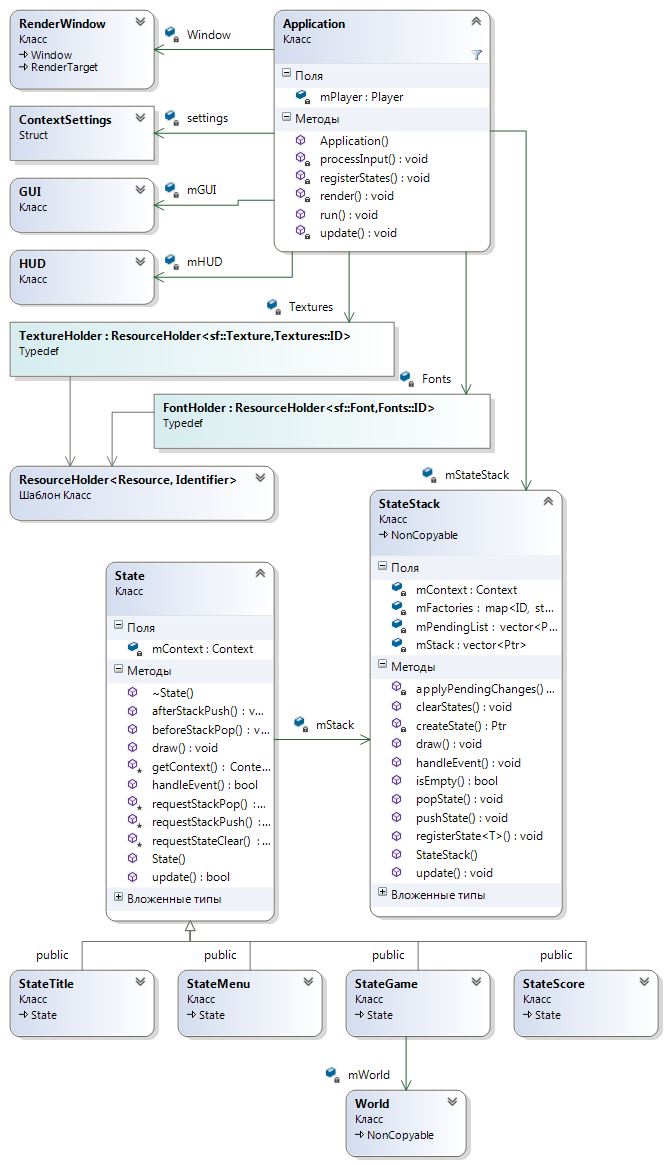 RenderWindow
Класс
Window
RenderTarget
Window
Application
Класс
Поля
mPlayer : Player
Методы
Application()
processInput() : void
registerStates() : void
render() : void
run() : void
update() : void
ContextSettings
Struct
settings
GUI
Класс
mGUI
HUD
Класс
mHUD
Textures
TextureHolder : ResourceHolder<sf::Texture,Textures::ID>
Typedef
Fonts
FontHolder : ResourceHolder<sf::Font,Fonts::ID>
Typedef
ResourceHolder<Resource, Identifier>
Шаблон Класс
mStateStack
StateStack
Класс
NonCopyable
Поля
mContext : Context
mFactories : map<ID, st...
mPendingList : vector<P...
mStack : vector<Ptr>
Методы
applyPendingChanges() ...
clearStates() : void
createState() : Ptr
draw() : void
handleEvent() : void
isEmpty() : bool
popState() : void
pushState() : void
registerState<T>() : void
StateStack()
update() : void
Вложенные типы
State
Класс
Поля
mContext : Context
Методы
~State()
afterStackPush() : v...
beforeStackPop() : v...
draw() : void
getContext() : Conte...
handleEvent() : bool
requestStackPop() :...
requestStackPush() :...
requestStateClear() :...
State()
update() : bool
Вложенные типы
mStack
public
public
public
public
StateTitle
Класс
State
StateMenu
Класс
State
StateGame
Класс
State
StateScore
Класс
State
mWorld
World
Класс
NonCopyable